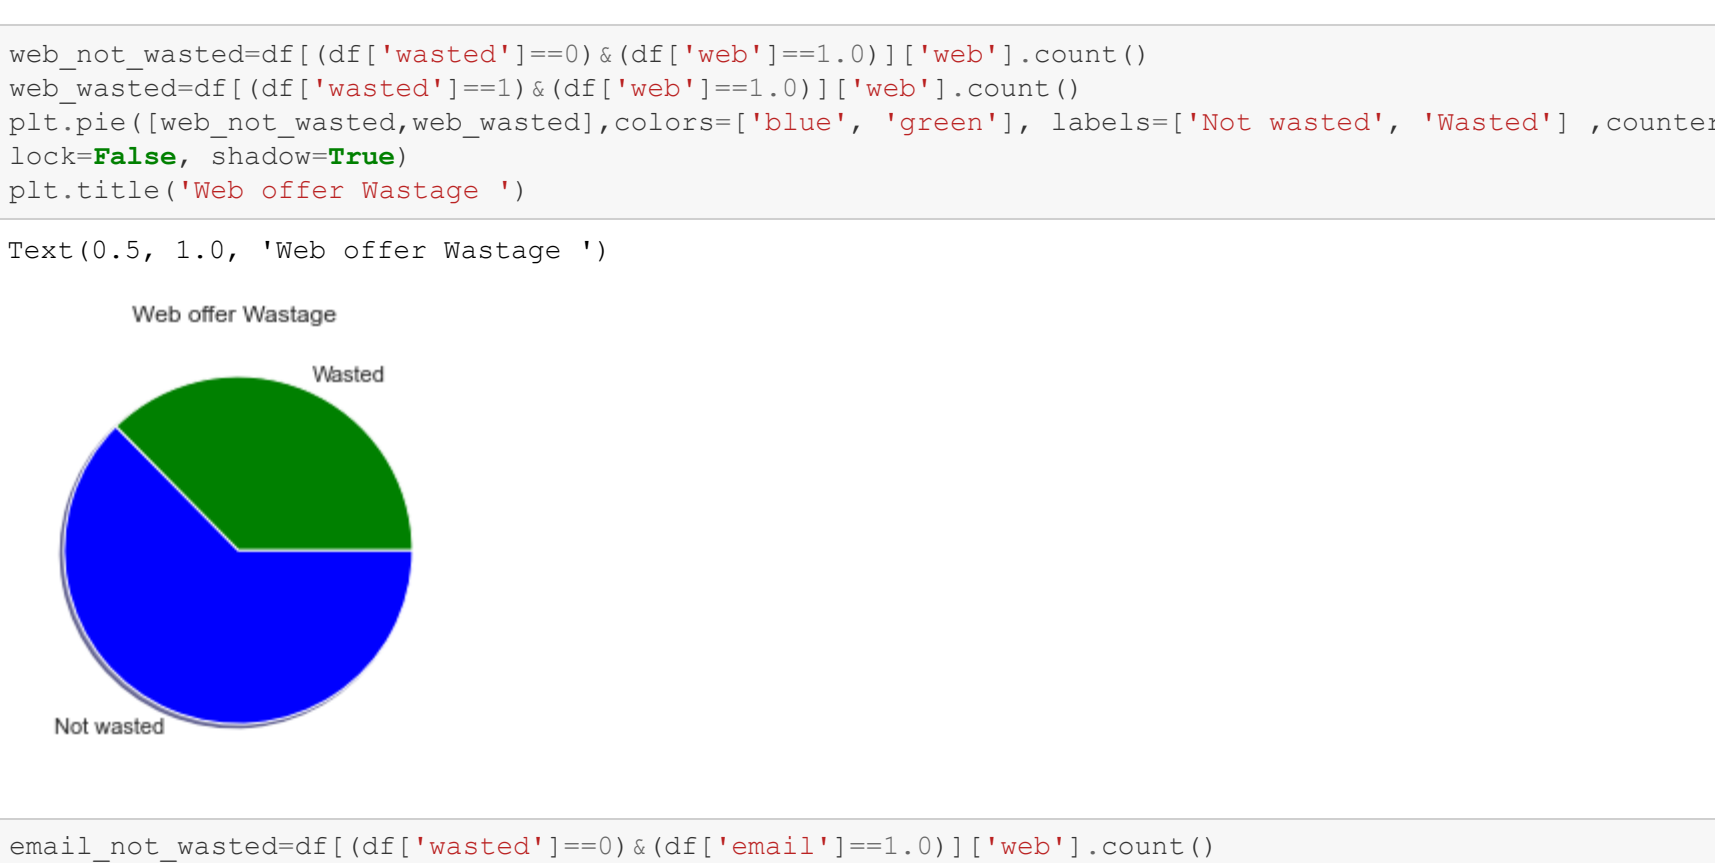 web_not_wasted=df[(df['wasted']==0)&(df['web']==1.0)]['web'].count()
web_wasted=df[(df['wasted']==1)&(df['web']==1.0)]['web'].count()
plt.pie([web_not_wasted,web_wasted],colors=['blue', 'green'], labels=['Not wasted', 'Wasted'] ,counter
lock=False, shadow=True)
plt.title('Web offer Wastage ')
Text(0.5, 1.0, 'Web offer Wastage ')
Web offer Wastage
Wasted
Not wasted
email_not_wasted=df[(df['wasted']==0)&(df['email']==1.0)]['web'].count()